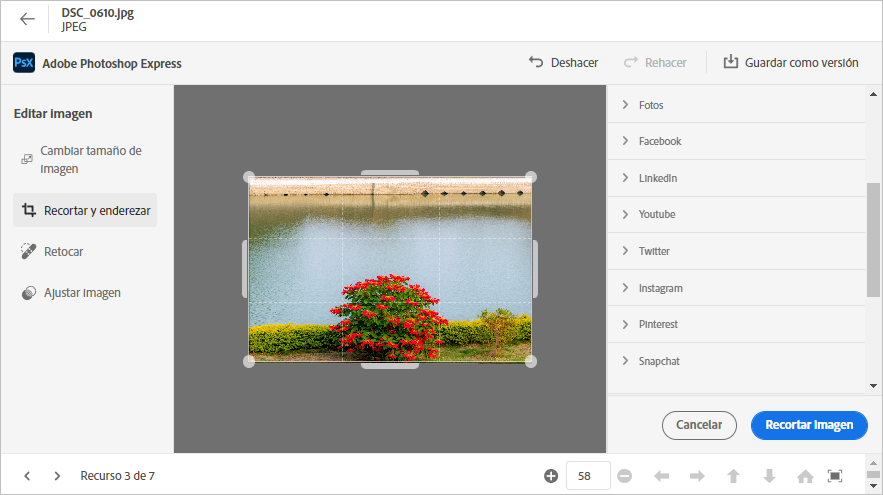 DSC_0610.jpg
JPEG
PsX Adobe Photoshop Express
Deshacer
Rehacer
Guardar como versión
Editar imagen
Cambiar tamaño de
imagen
Recortar y enderezar
Retocar
Ajustar imagen
Fotos
Facebook
LinkedIn
Youtube
Twitter
Instagram
Pinterest
Snapchat
Cancelar
Recortar imagen
Recurso 3 de 7
58